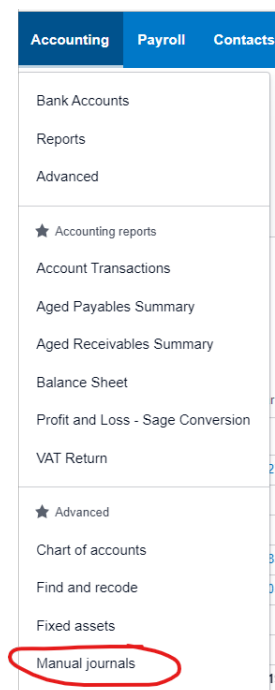 Accounting Payroll Contacts
Bank Accounts
Reports
Advanced
Accounting reports
Account Transactions
Aged Payables Summary
Aged Receivables Summary
Balance Sheet
Profit and Loss - Sage Conversion
VAT Return
Advanced
Chart of accounts
Find and recode
Fixed assets
Manual journals